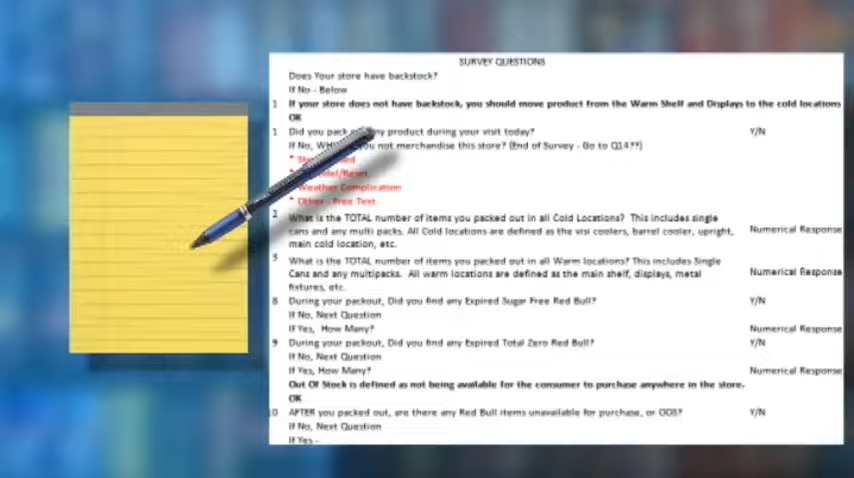 SURVEY QUESTIONS
Does Your store have backstock?
If No - Below
1 If your store does not have backstock, you should move product from the Warm Shelf and Displays to the cold locations
OK
1 Did you pack any product during your visit today? Y/N
If No, you not merchandise this store? (End of Survey - Go to Q14??)
*
* Reset
* Weather Complication
* Other - Free Text
2 What is the TOTAL number of items you packed out in all Cold Locations? This includes single
cans and any multi packs. All Cold locations are defined as the visi coolers, barrel cooler, upright, Numerical Response
main cold location, etc.
3 What is the TOTAL number of items you packed out in all Warm locations? This includes Single
Cans and any multipacks. All warm locations are defined as the main shelf, displays, metal Numerical Response
fixtures, etc.
8 During your packout, Did you find any Expired Sugar Free Red Bull? Y/N
If No, Next Question
If Yes, How Many? Numerical Response
9 During your packout, Did you find any Expired Total Zero Red Bull? Y/N
If No, Next Question
If Yes, How Many? Numerical Response
Out Of Stock is defined as not being available for the consumer to purchase anywhere in the store.
OK
10 AFTER you packed out, are there any Red Bull items unavailable for purchase, or OOS? Y/N
If No, Next Question
If Yes -